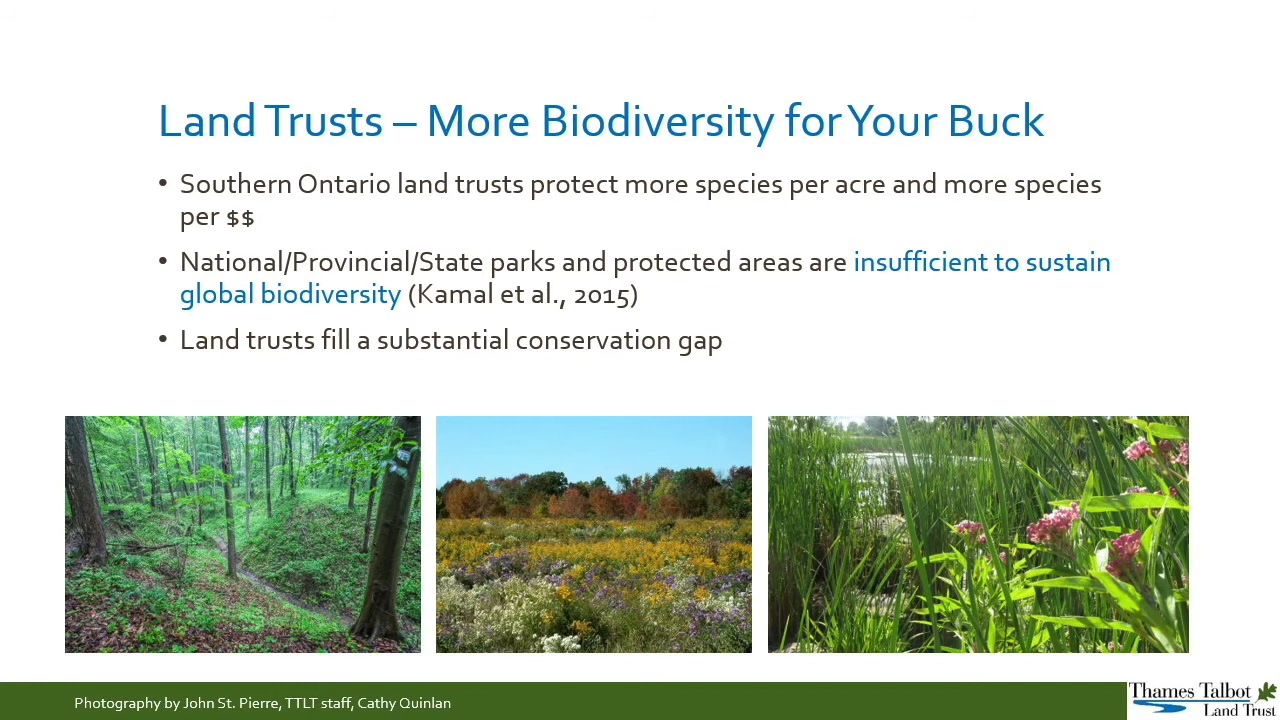 Land Trusts – More Biodiversity for Your Buck
• Southern Ontario land trusts protect more species per acre and more species
per $$
• National/Provincial/State parks and protected areas are insufficient to sustain
global biodiversity (Kamal et al., 2015)
• Land trusts fill a substantial conservation gap
Photography by John St. Pierre, TTLT staff, Cathy Quinlan
Thames Talbot
Land Trust